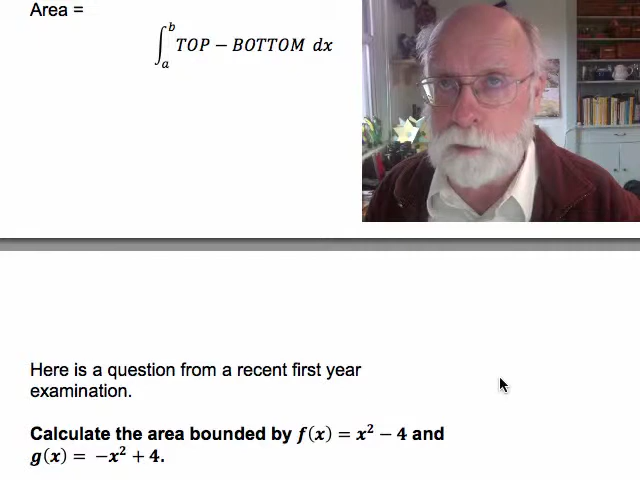 Area =
∫ₐᵇ TOP − BOTTOM dx
Here is a question from a recent first year
examination.
Calculate the area bounded by f(x) = x² − 4 and
g(x) = −x² + 4.